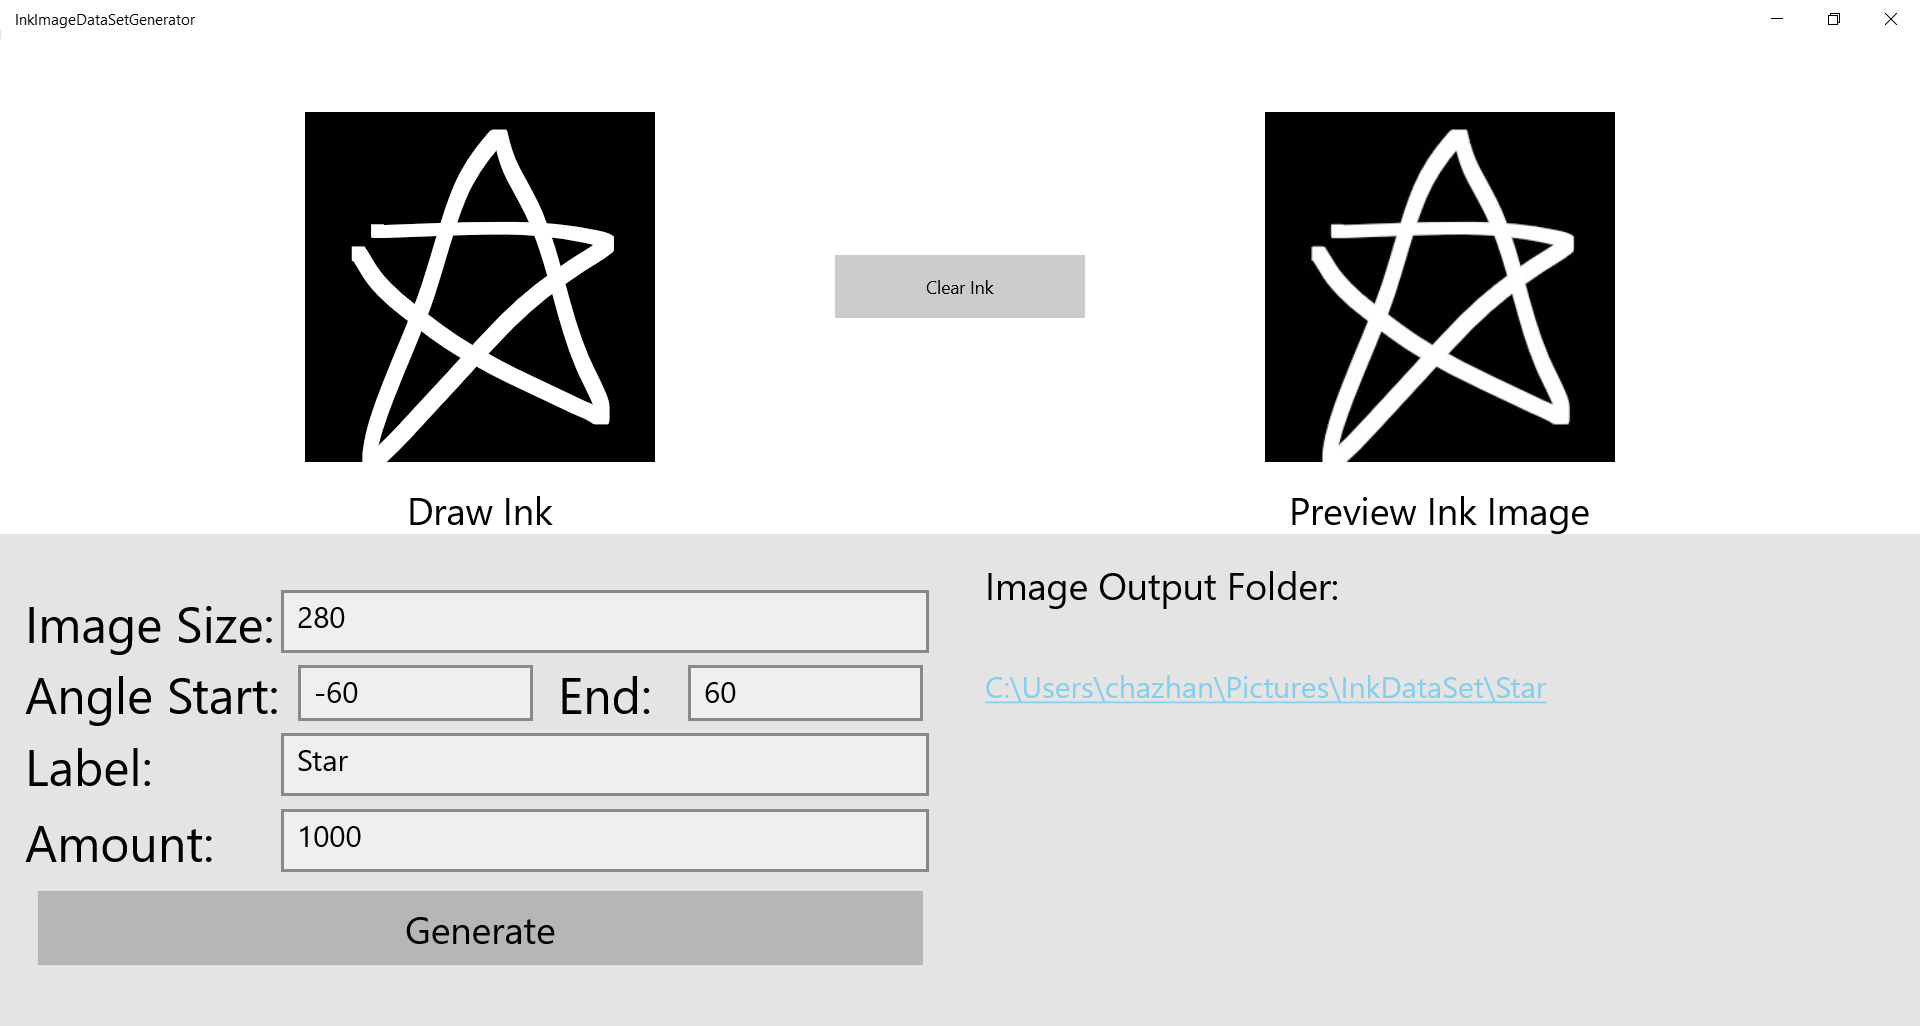 InkImageDataSetGenerator
Clear Ink
Draw Ink
Preview Ink Image
Image Size: 280
Angle Start: -60 End: 60
Label: Star
Amount: 1000
Generate
Image Output Folder:
C:\Users\chazhan\Pictures\InkDataSet\Star